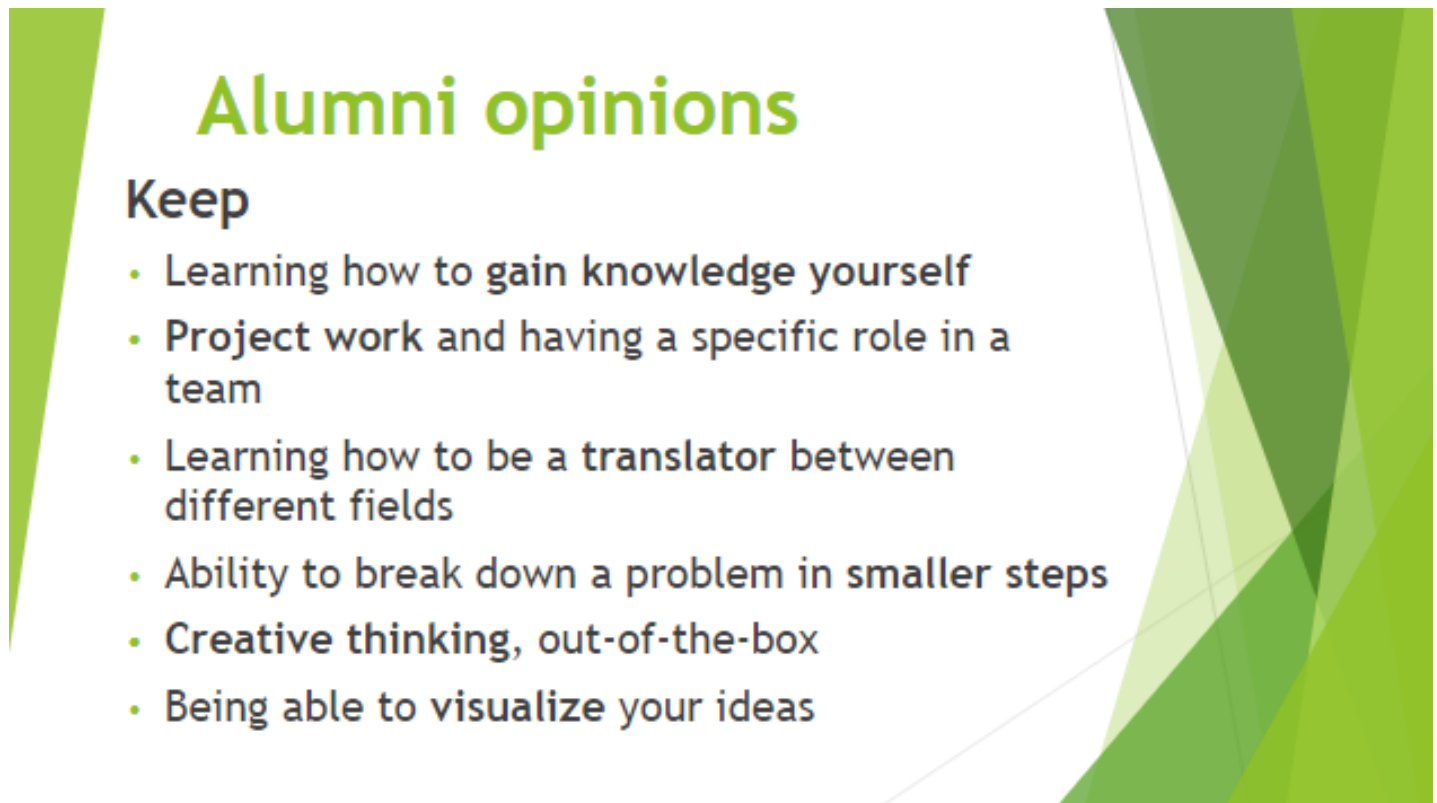 Alumni opinions
Keep
• Learning how to gain knowledge yourself
• Project work and having a specific role in a
team
• Learning how to be a translator between
different fields
• Ability to break down a problem in smaller steps
• Creative thinking, out-of-the-box
• Being able to visualize your ideas